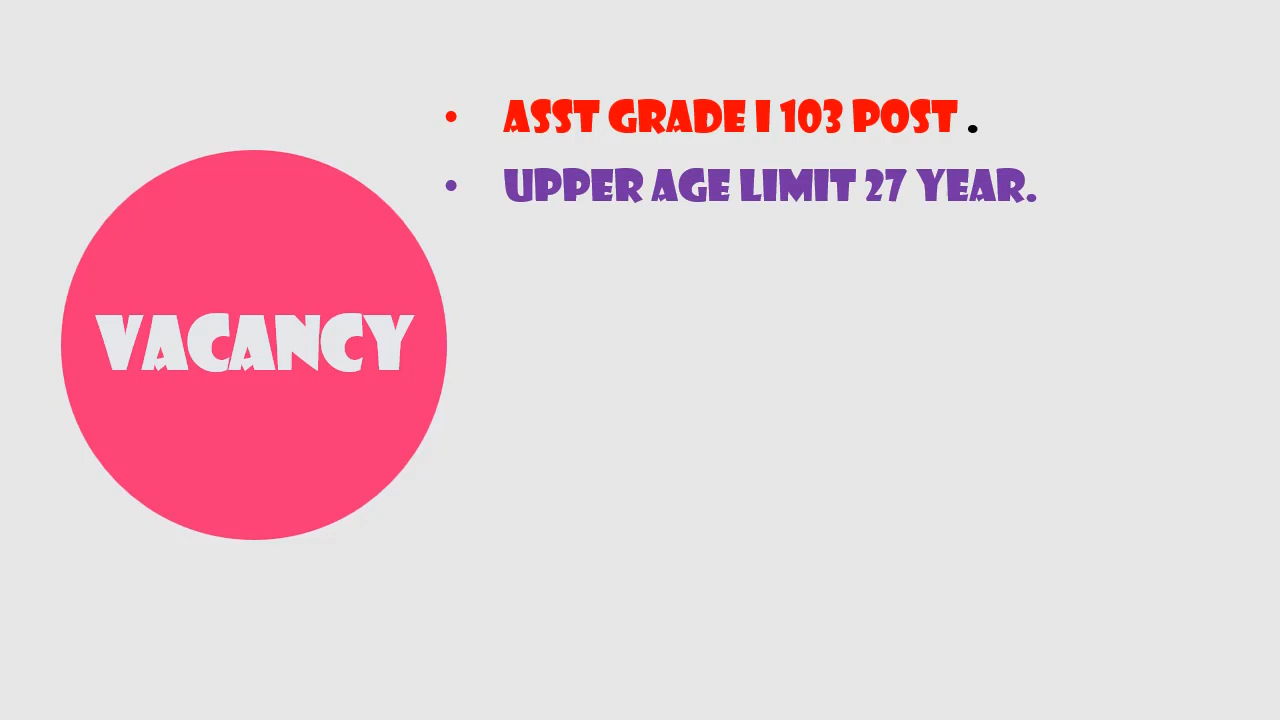 • ASST GRADE I 103 POST .
• UPPER AGE LIMIT 27 YEAR.
VACANCY